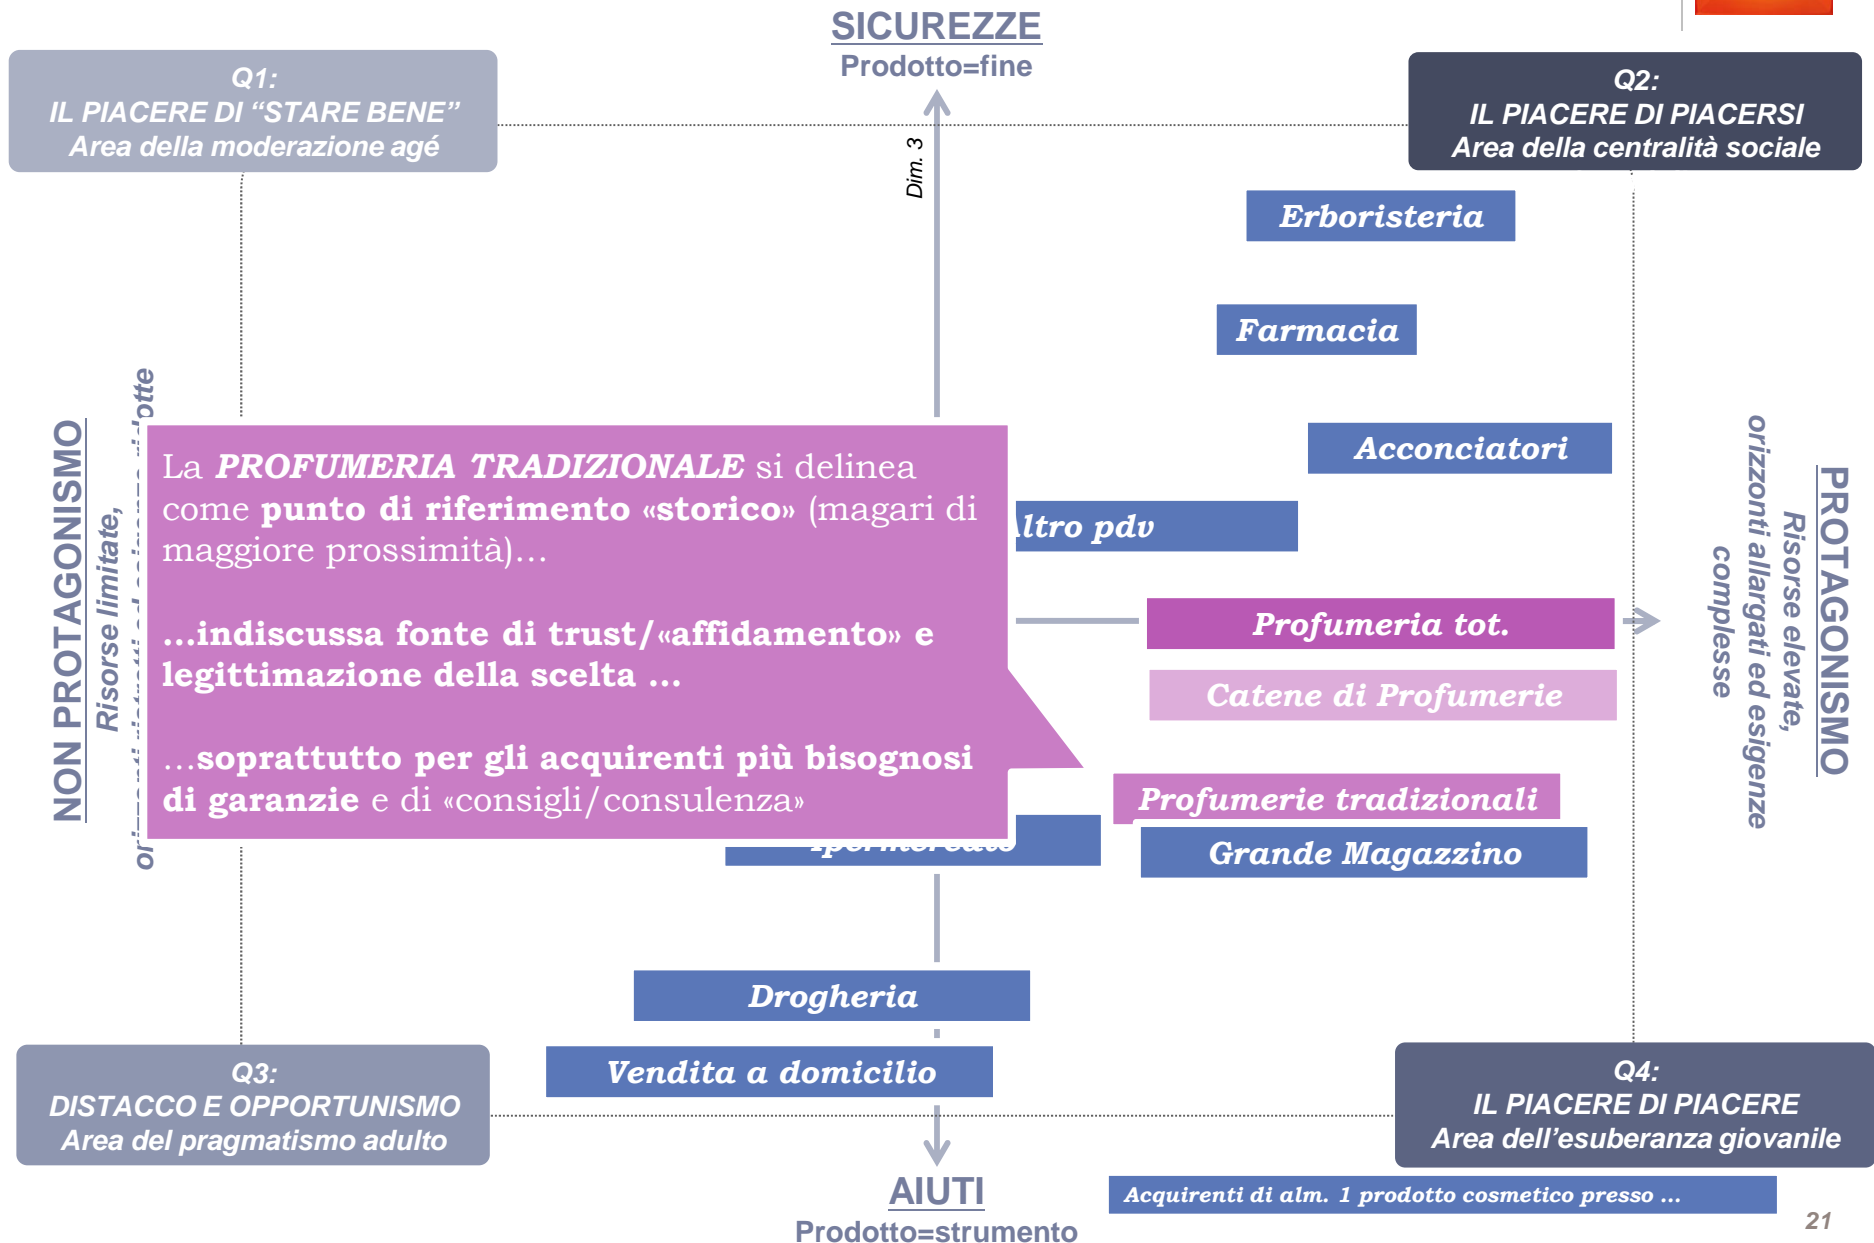 SICUREZZE
Prodotto=fine
Q1:
IL PIACERE DI “STARE BENE”
Area della moderazione agé
Q2:
IL PIACERE DI PIACERSI
Area della centralità sociale
Dim. 3
Erboristeria
Farmacia
Acconciatori
Altro pdv
Profumeria tot.
Catene di Profumerie
Profumerie tradizionali
Ipermercato
Grande Magazzino
Drogheria
Vendita a domicilio
NON PROTAGONISMO
Risorse limitate,
La PROFUMERIA TRADIZIONALE si delinea
come punto di riferimento «storico» (magari di
maggiore prossimità)…
…indiscussa fonte di trust/«affidamento» e
legittimazione della scelta …
…soprattutto per gli acquirenti più bisognosi
di garanzie e di «consigli/consulenza»
PROTAGONISMO
Risorse elevate,
orizzonti allargati ed esigenze
complesse
Q3:
DISTACCO E OPPORTUNISMO
Area del pragmatismo adulto
Q4:
IL PIACERE DI PIACERE
Area dell’esuberanza giovanile
AIUTI
Prodotto=strumento
Acquirenti di alm. 1 prodotto cosmetico presso …
21